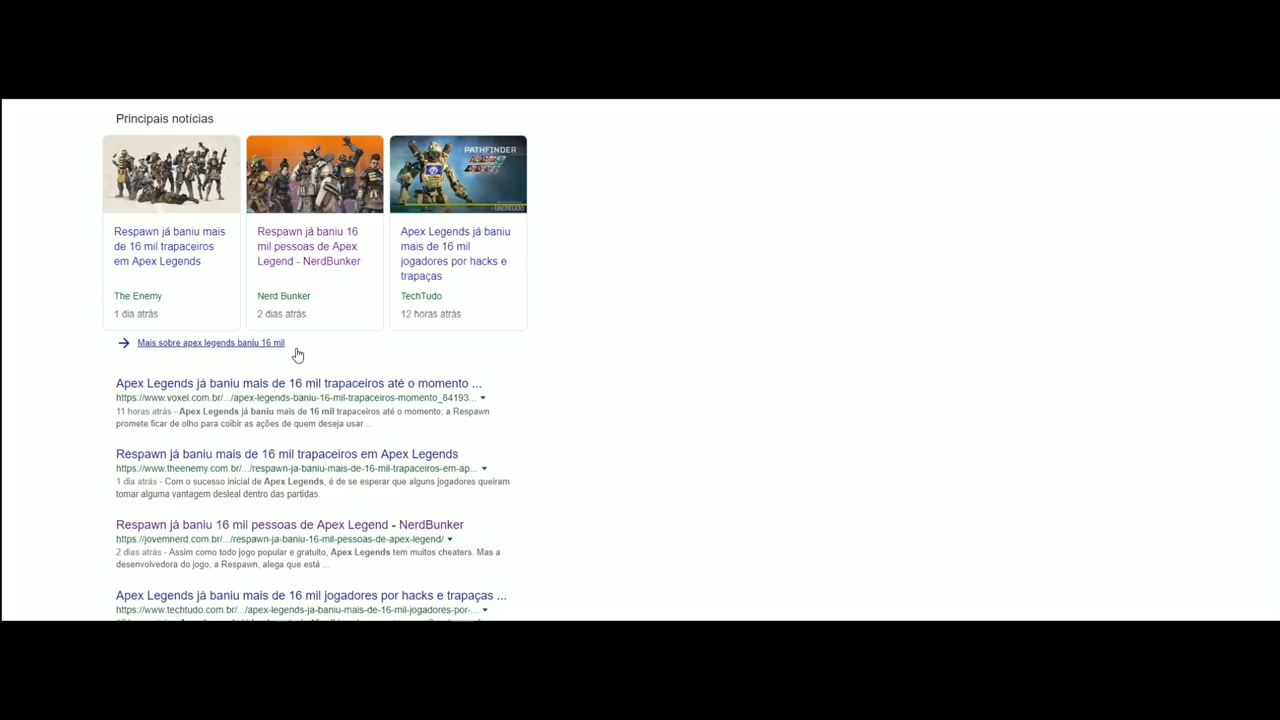 Principais notícias
PATHFINDER
TechTudo
Respawn já baniu mais
de 16 mil trapaceiros
em Apex Legends
The Enemy
1 dia atrás
Respawn já baniu 16
mil pessoas de Apex
Legend - NerdBunker
Nerd Bunker
2 dias atrás
Apex Legends já baniu
mais de 16 mil
jogadores por hacks e
trapaças
TechTudo
12 horas atrás
Mais sobre apex legends baniu 16 mil
Apex Legends já baniu mais de 16 mil trapaceiros até o momento ...
https://www.voxel.com.br/.../apex-legends-baniu-16-mil-trapaceiros-momento_84193...
11 horas atrás - Apex Legends já baniu mais de 16 mil trapaceiros até o momento; a Respawn
promete ficar de olho para coibir as ações de quem deseja usar ...
Respawn já baniu mais de 16 mil trapaceiros em Apex Legends
https://www.theenemy.com.br/.../respawn-ja-baniu-mais-de-16-mil-trapaceiros-em-ap...
1 dia atrás - Com o sucesso inicial de Apex Legends, é de se esperar que alguns jogadores queiram
tomar alguma vantagem desleal dentro das partidas.
Respawn já baniu 16 mil pessoas de Apex Legend - NerdBunker
https://jovemnerd.com.br/.../respawn-ja-baniu-16-mil-pessoas-de-apex-legend/
2 dias atrás - Assim como todo jogo popular e gratuito, Apex Legends tem muitos cheaters. Mas a
desenvolvedora do jogo, a Respawn, alega que está ...
Apex Legends já baniu mais de 16 mil jogadores por hacks e trapaças ...
https://www.techtudo.com.br/.../apex-legends-ja-baniu-mais-de-16-mil-jogadores-por-...